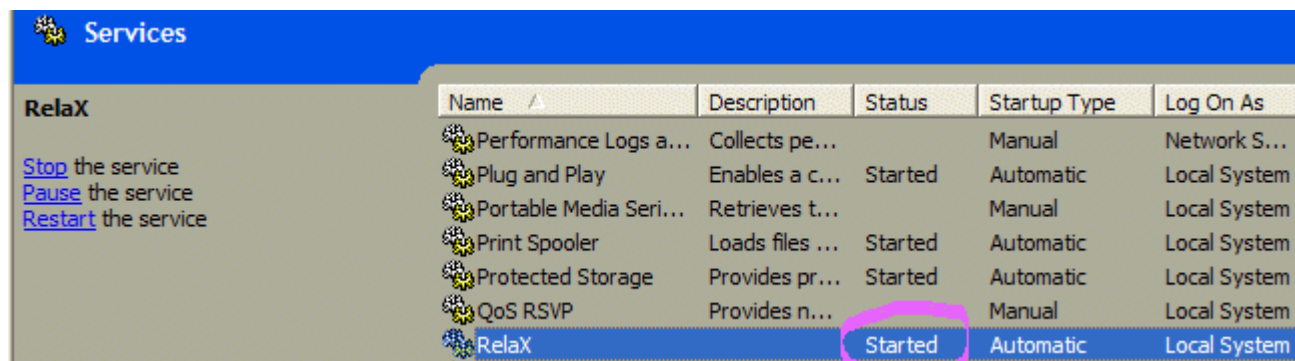 Services
RelaX
Stop the service
Pause the service
Restart the service
Name Description Status Startup Type Log On As
Performance Logs a... Collects pe... Manual Network S...
Plug and Play Enables a c... Started Automatic Local System
Portable Media Seri... Retrieves t... Manual Local System
Print Spooler Loads files ... Started Automatic Local System
Protected Storage Provides pr... Started Automatic Local System
QoS RSVP Provides n... Manual Local System
RelaX Started Automatic Local System